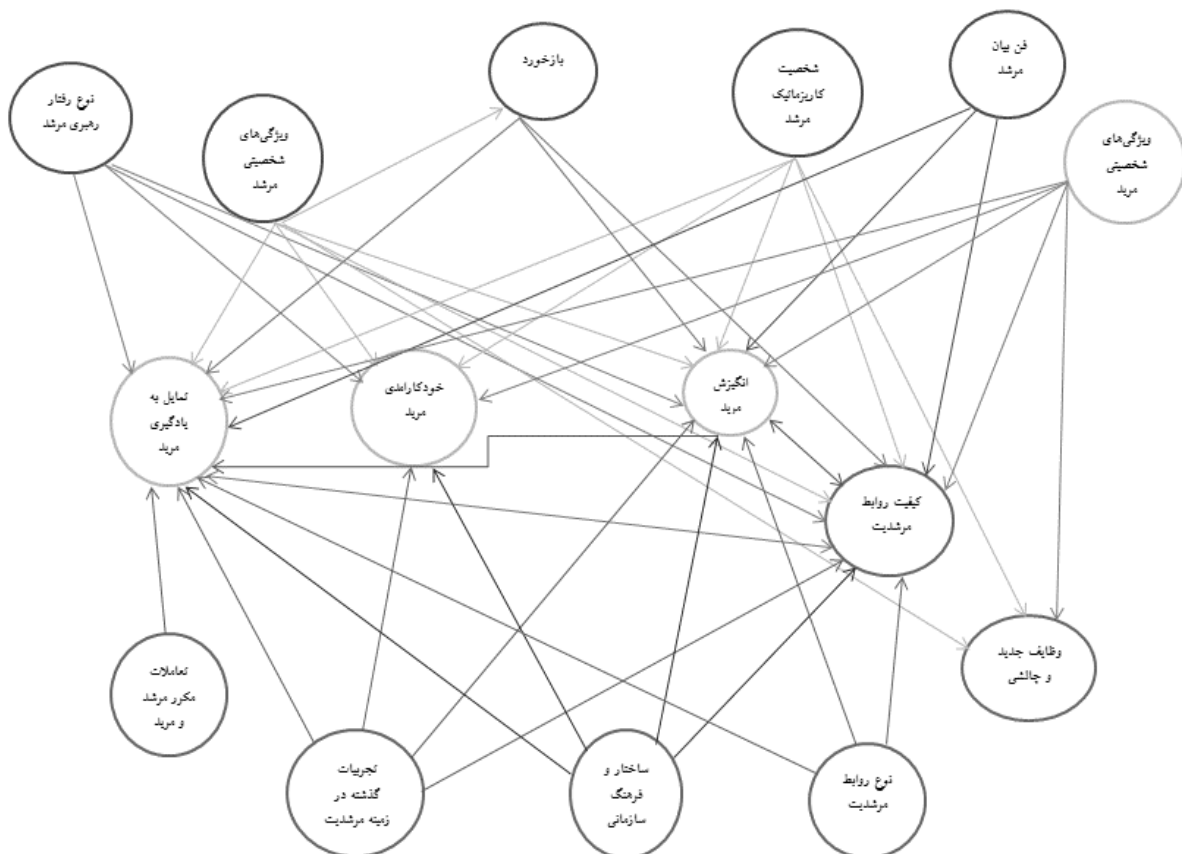 فن بیان
مرشد
شخصیت
کاریزماتیک
مرشد
بازخورد
نوع رفتار
رهبری مرشد
ویژگی‌های
شخصیتی
مرشد
ویژگی‌های
شخصیتی
مرید
انگیزش
مرید
خودکارامدی
مرید
تمایل به
یادگیری
مرید
کیفیت روابط
مرشدیت
وظایف جدید
و چالشی
تعاملات
مکرر مرشد
و مرید
نوع روابط
مرشدیت
ساختار و
فرهنگ
سازمانی
تجربیات
گذشته در
زمینه مرشدیت